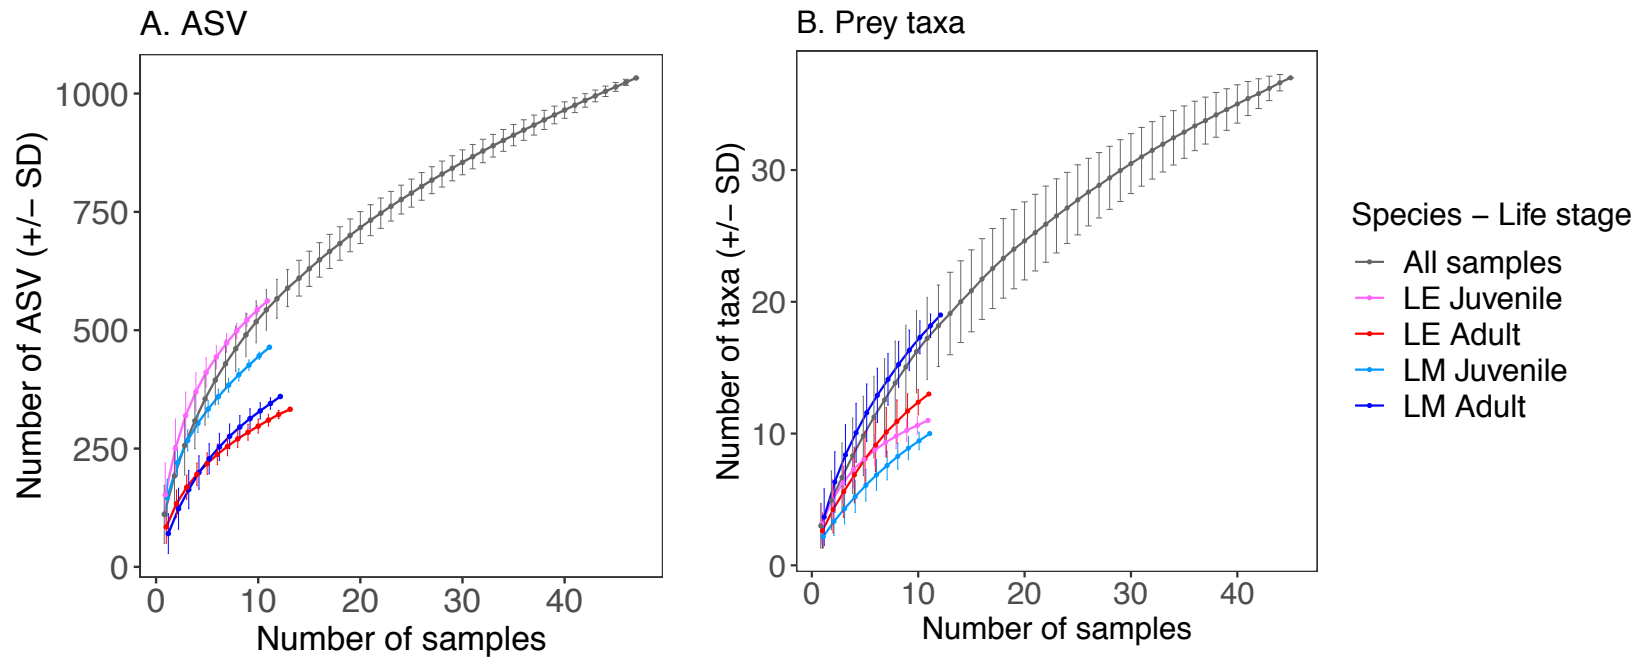 A. ASV
Number of ASV (+/− SD)
1000
750
500
250
0
0 10 20 30 40
Number of samples
B. Prey taxa
Number of taxa (+/− SD)
30
20
10
0
0 10 20 30 40
Number of samples
Species − Life stage
All samples
LE Juvenile
LE Adult
LM Juvenile
LM Adult